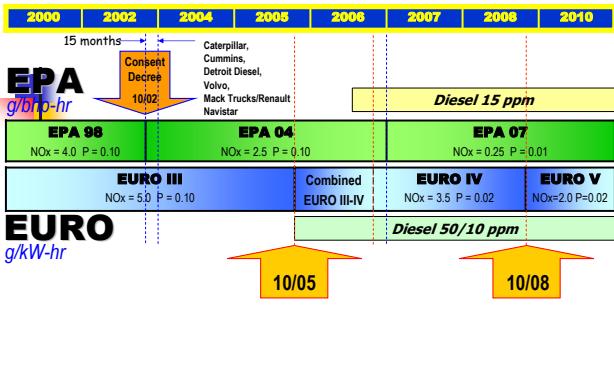 2000 2002 2004 2005 2006 2007 2008 2010
15 months
Consent
Decree
10/02
Caterpillar,
Cummins,
Detroit Diesel,
Volvo,
Mack Trucks/Renault
Navistar
EPA
g/bhp-hr
Diesel 15 ppm
EPA 98 EPA 04 EPA 07
NOx = 4.0 P = 0.10 NOx = 2.5 P = 0.10 NOx = 0.25 P = 0.01
EURO III Combined EURO IV EURO V
NOx = 5.0 P = 0.10 EURO III-IV NOx = 3.5 P = 0.02 NOx=2.0 P=0.02
EURO
g/kW-hr
Diesel 50/10 ppm
10/05 10/08